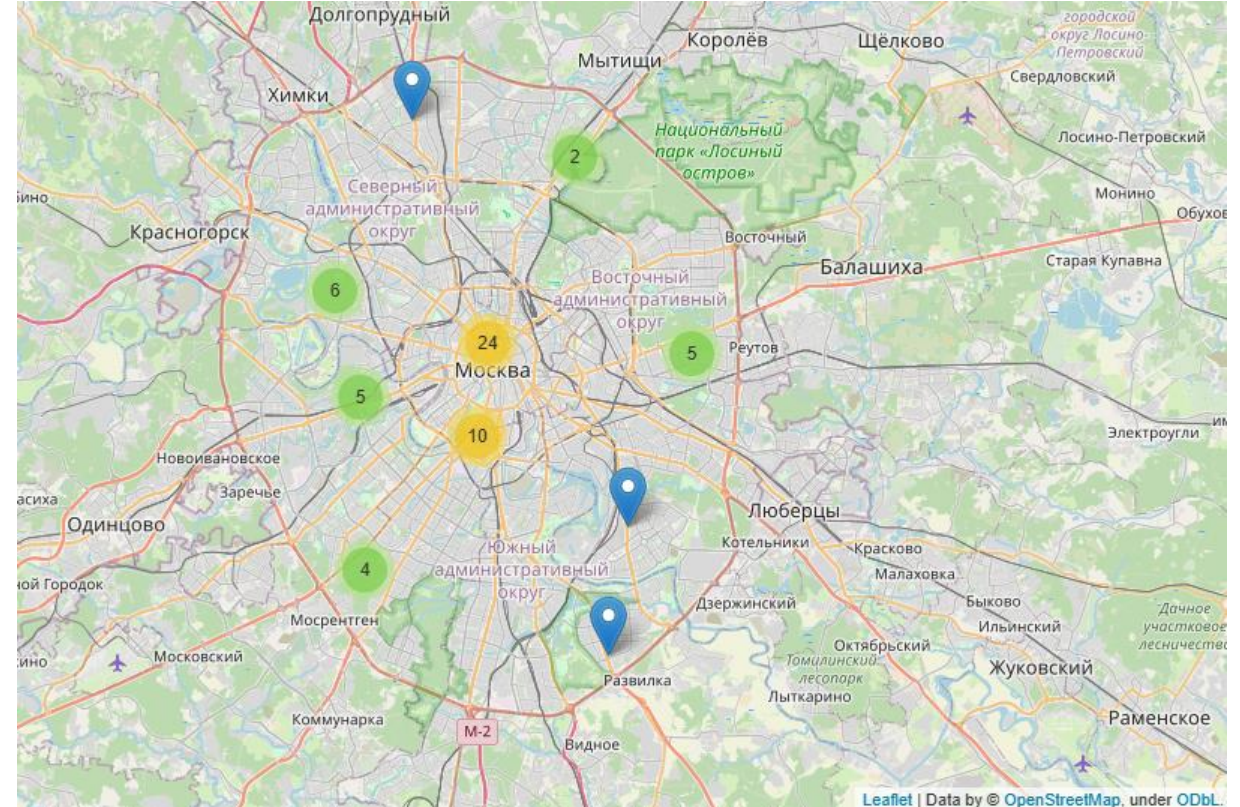 Долгопрудный
Королёв
Щёлково
городской
округ Лосино-
Петровский
Мытищи
Свердловский
Химки
Национальный
парк «Лосиный
остров»
Лосино-Петровский
2
Северный
административный
округ
Монино
Обухов
Красногорск
Восточный
Балашиха
Старая Купавна
6
Восточный
административный
округ
24
Москва
5
Реутов
5
10
Электроугли
Новоивановское
Заречье
Одинцово
Люберцы
Южный
административный
округ
Котельники
Красково
4
Малаховка
ной Городок
Мосрентген
Дзержинский
Быково
Ильинский
"Дачное
участковое
лесничество
Московский
Октябрьский
Томилинский
лесопарк
Жуковский
Развилка
Лыткарино
Коммунарка
М-2
Раменское
Видное
Leaflet | Data by © OpenStreetMap, under ODbL.